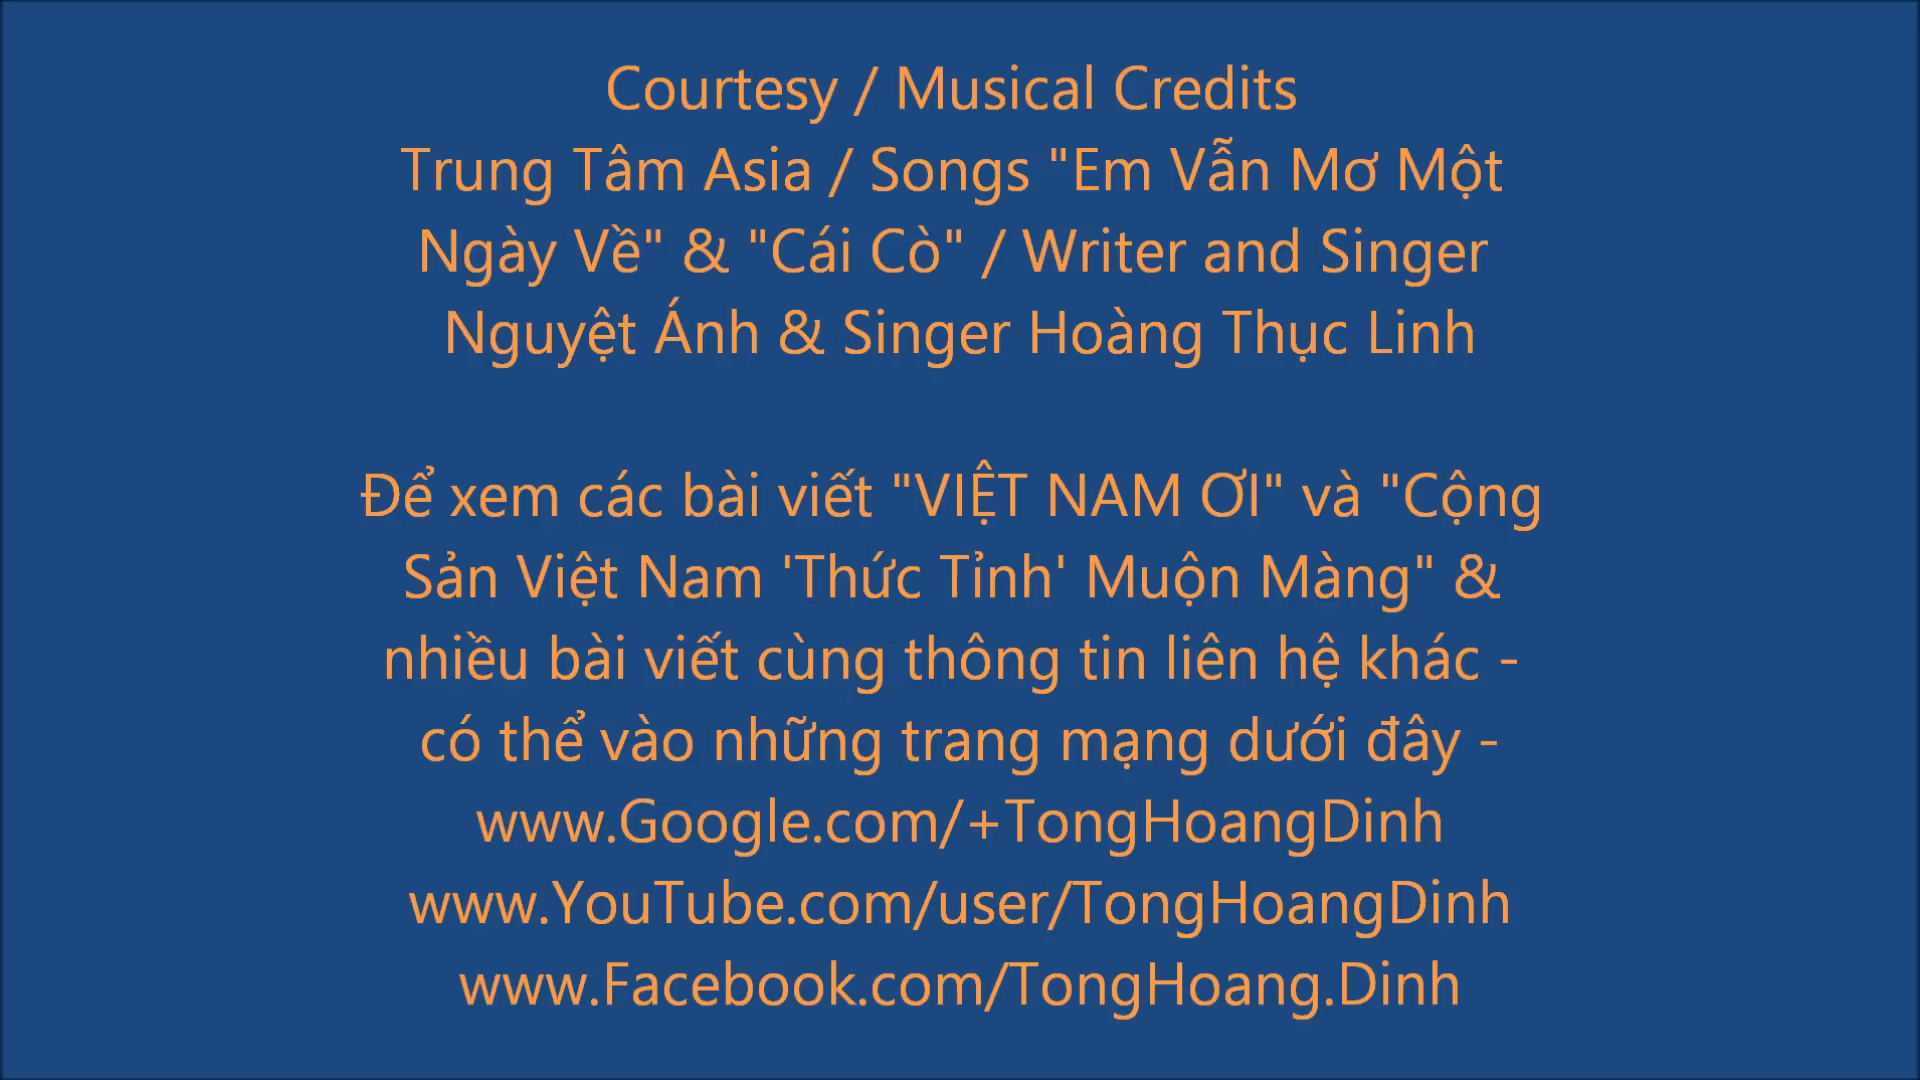 Courtesy / Musical Credits
Trung Tâm Asia / Songs "Em Vẫn Mơ Một
Ngày Về" & "Cái Cò" / Writer and Singer
Nguyệt Ánh & Singer Hoàng Thục Linh
Để xem các bài viết "VIỆT NAM ƠI" và "Cộng
Sản Việt Nam 'Thức Tỉnh' Muộn Màng" &
nhiều bài viết cùng thông tin liên hệ khác -
có thể vào những trang mạng dưới đây -
www.Google.com/+TongHoangDinh
www.YouTube.com/user/TongHoangDinh
www.Facebook.com/TongHoang.Dinh